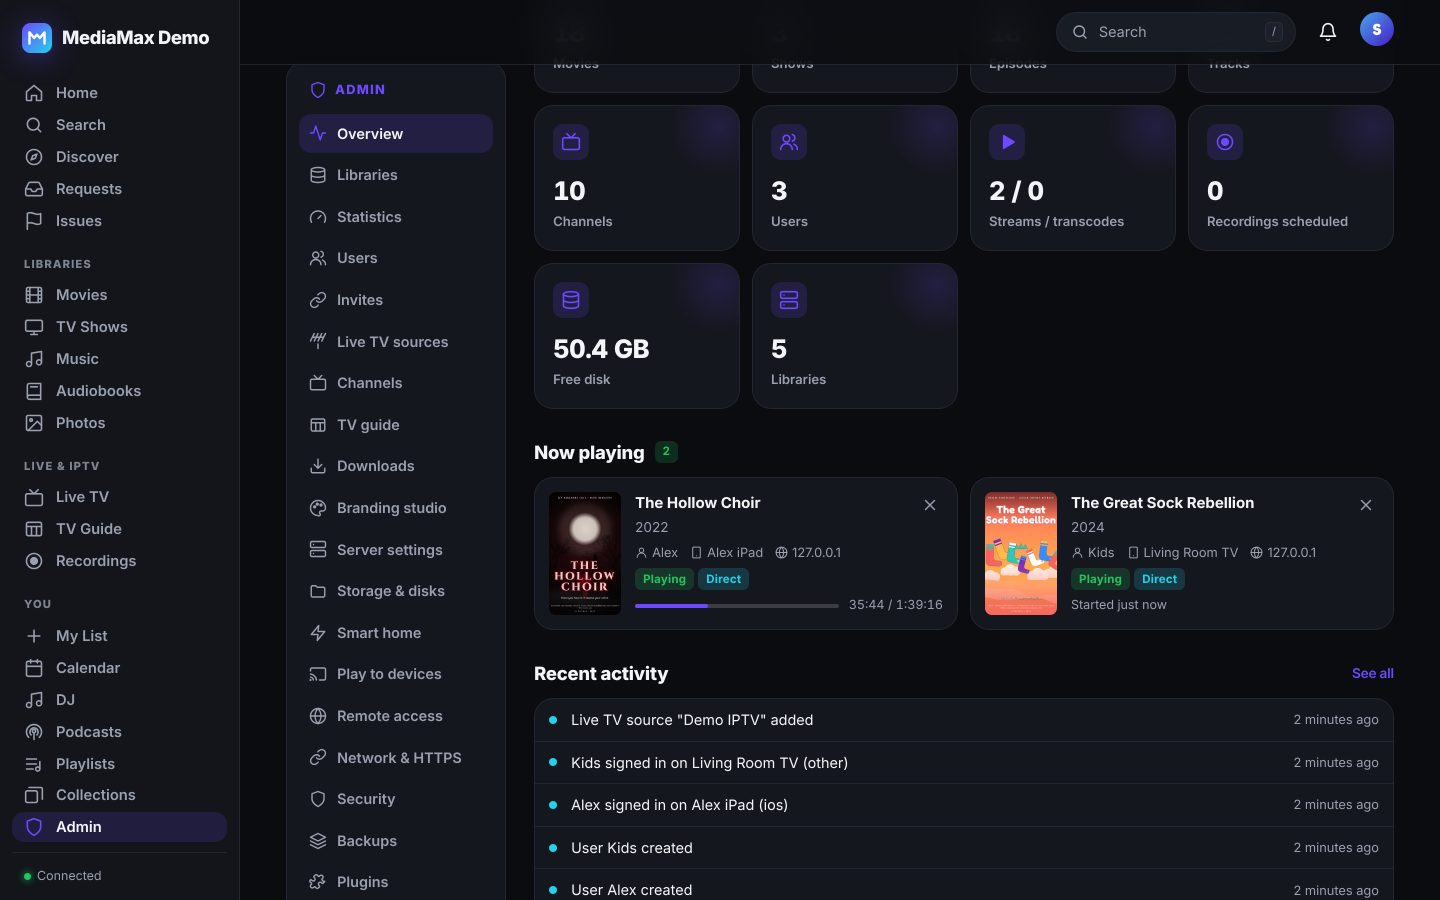 MediaMax Demo
Search
/
S
Home
Search
Discover
Requests
Issues
LIBRARIES
Movies
TV Shows
Music
Audiobooks
Photos
LIVE & IPTV
Live TV
TV Guide
Recordings
YOU
My List
Calendar
DJ
Podcasts
Playlists
Collections
Admin
Connected
ADMIN
Overview
Libraries
Statistics
Users
Invites
Live TV sources
Channels
TV guide
Downloads
Branding studio
Server settings
Storage & disks
Smart home
Play to devices
Remote access
Network & HTTPS
Security
Backups
Plugins
Movies
Shows
Episodes
Tracks
10
Channels
3
Users
2 / 0
Streams / transcodes
0
Recordings scheduled
50.4 GB
Free disk
5
Libraries
Now playing 2
THE
HOLLOW
CHOIR
The Hollow Choir
2022
Alex Alex iPad 127.0.0.1
Playing Direct
35:44 / 1:39:16
The Great
Sock Rebellion
The Great Sock Rebellion
2024
Kids Living Room TV 127.0.0.1
Playing Direct
Started just now
Recent activity See all
Live TV source "Demo IPTV" added 2 minutes ago
Kids signed in on Living Room TV (other) 2 minutes ago
Alex signed in on Alex iPad (ios) 2 minutes ago
User Kids created 2 minutes ago
User Alex created 2 minutes ago